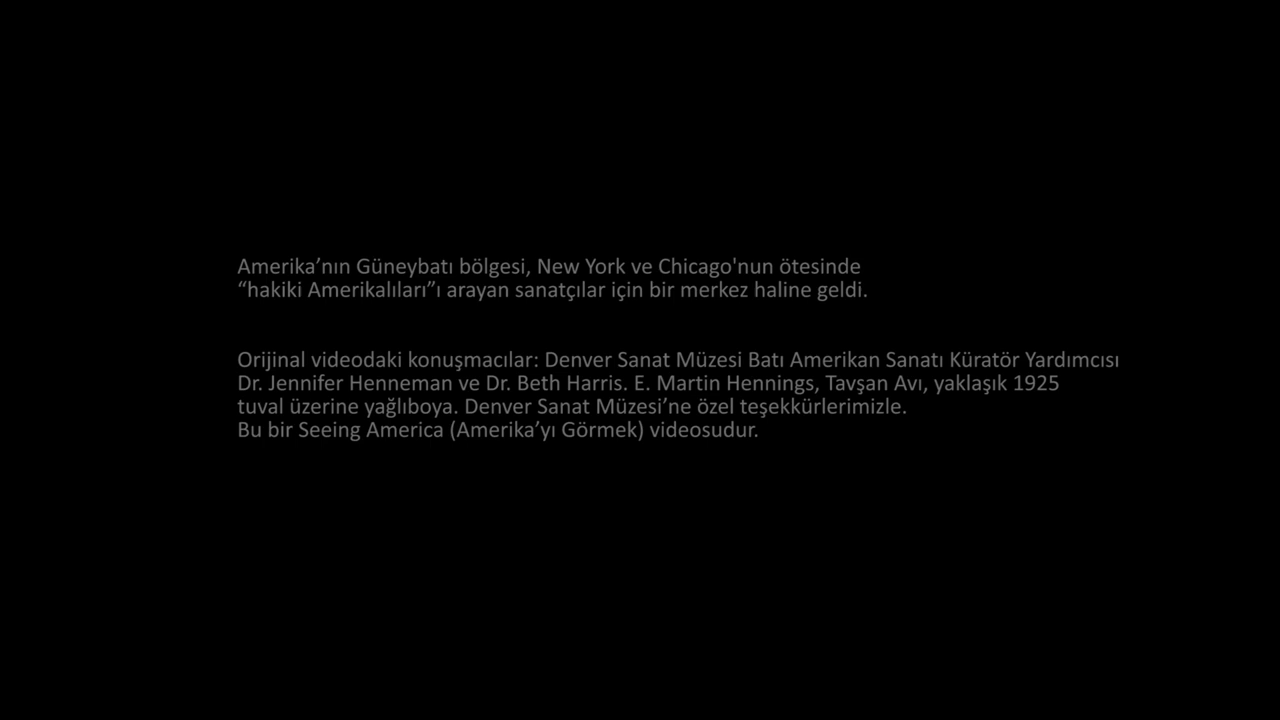 Amerika’nın Güneybatı bölgesi, New York ve Chicago'nun ötesinde
“hakiki Amerikalıları”ı arayan sanatçılar için bir merkez haline geldi.
Orijinal videodaki konuşmacılar: Denver Sanat Müzesi Batı Amerikan Sanatı Küratör Yardımcısı
Dr. Jennifer Henneman ve Dr. Beth Harris. E. Martin Hennings, Tavşan Avı, yaklaşık 1925
tuval üzerine yağlıboya. Denver Sanat Müzesi’ne özel teşekkürlerimizle.
Bu bir Seeing America (Amerika’yı Görmek) videosudur.